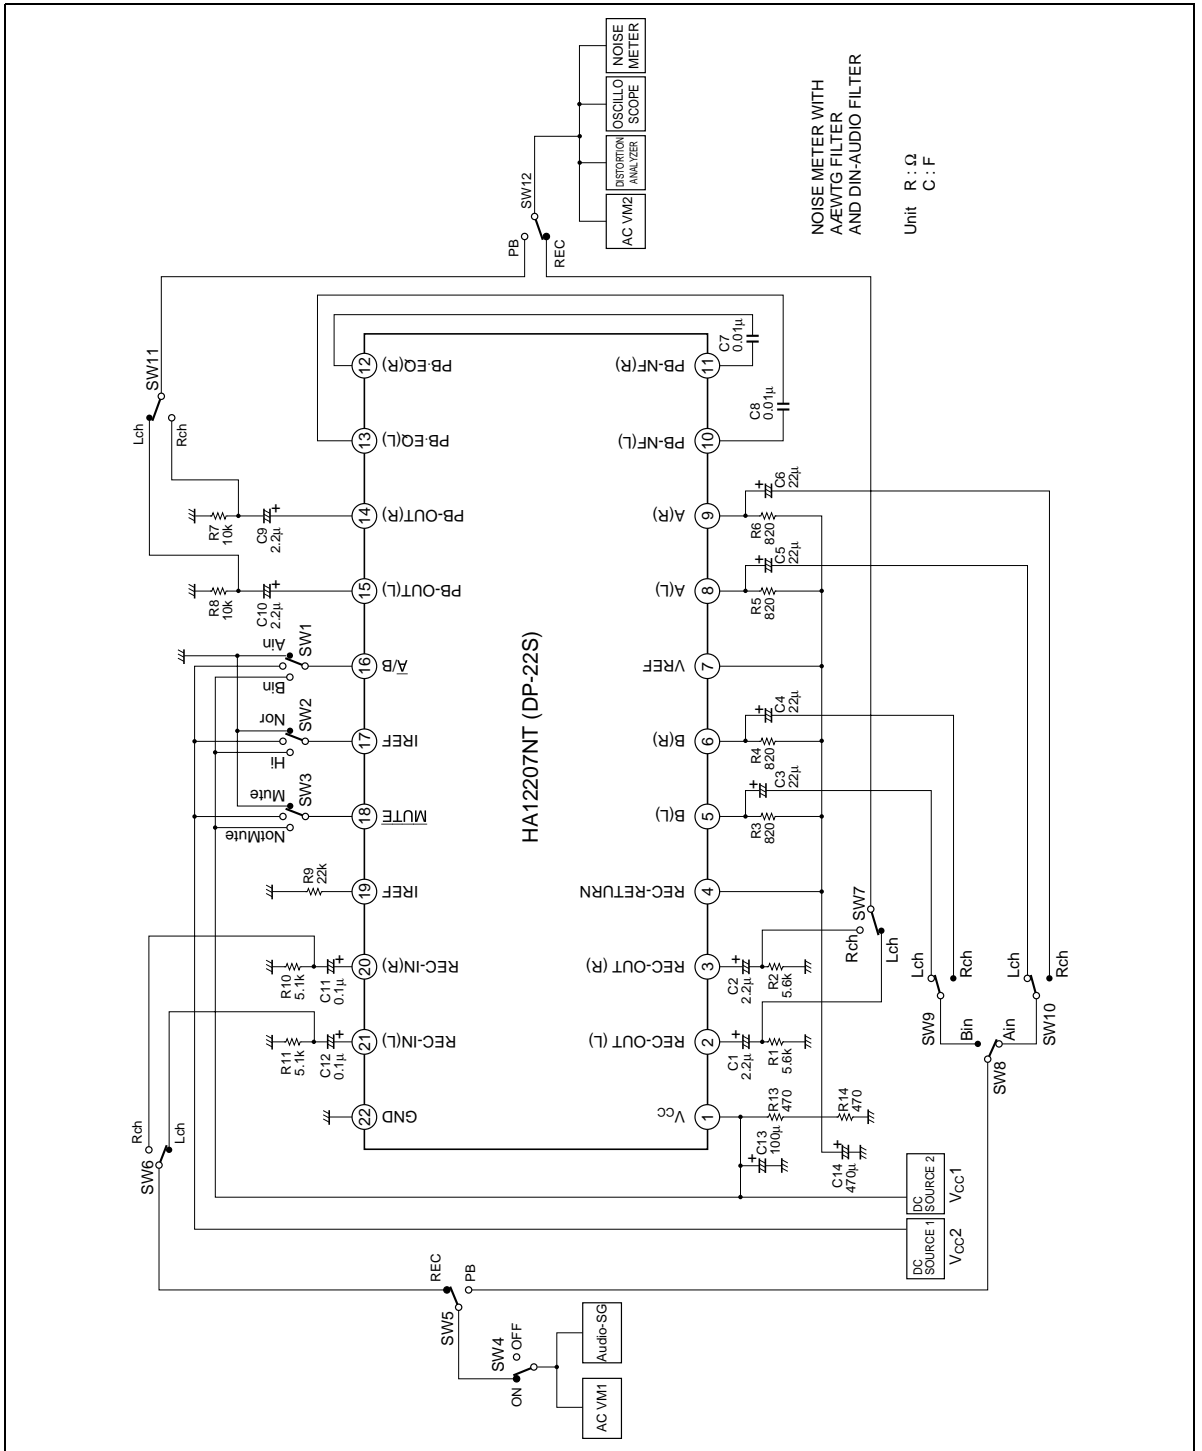 NOISE
METER
OSCILLO
SCOPE
DISTORTION
ANALYZER
AC VM2
SW12
PB
REC
NOISE METER WITH
AÆWTG FILTER
AND DIN-AUDIO FILTER
Unit R : Ω
C : F
SW11
Lch
Rch
R7
10k
C9
2.2µ
+
R8
10k
C10
2.2µ
+
SW1
Ain
Bin
SW2
Nor
Hi
SW3
Mute
NotMute
R9
22k
R10
5.1k
C11
0.1µ
+
R11
5.1k
C12
0.1µ
+
SW6
Rch
Lch
12
PB-EQ(R)
13
PB-EQ(L)
14
PB-OUT(R)
15
PB-OUT(L)
16
A/B
17
IREF
18
MUTE
19
IREF
20
REC-IN(R)
21
REC-IN(L)
22
GND
HA12207NT (DP-22S)
PB-NF(R)
11
PB-NF(L)
10
A(R)
9
A(L)
8
VREF
7
B(R)
6
B(L)
5
REC-RETURN
4
REC-OUT (R)
3
REC-OUT (L)
2
VCC
1
C7
0.01µ
C8
0.01µ
+
C6
22µ
R6
820
+
C5
22µ
R5
820
+
C4
22µ
R4
820
+
C3
22µ
R3
820
C2
2.2µ
+
R2
5.6k
C1
2.2µ
+
R1
5.6k
R13
470
R14
470
+
C13
100µ
+
C14
470µ
SW7
Rch
Lch
SW9
Lch
Rch
SW10
Lch
Rch
SW8
Bin
Ain
DC
SOURCE 2
VCC1
DC
SOURCE 1
VCC2
SW5
REC
PB
SW4
ON
OFF
Audio-SG
AC VM1